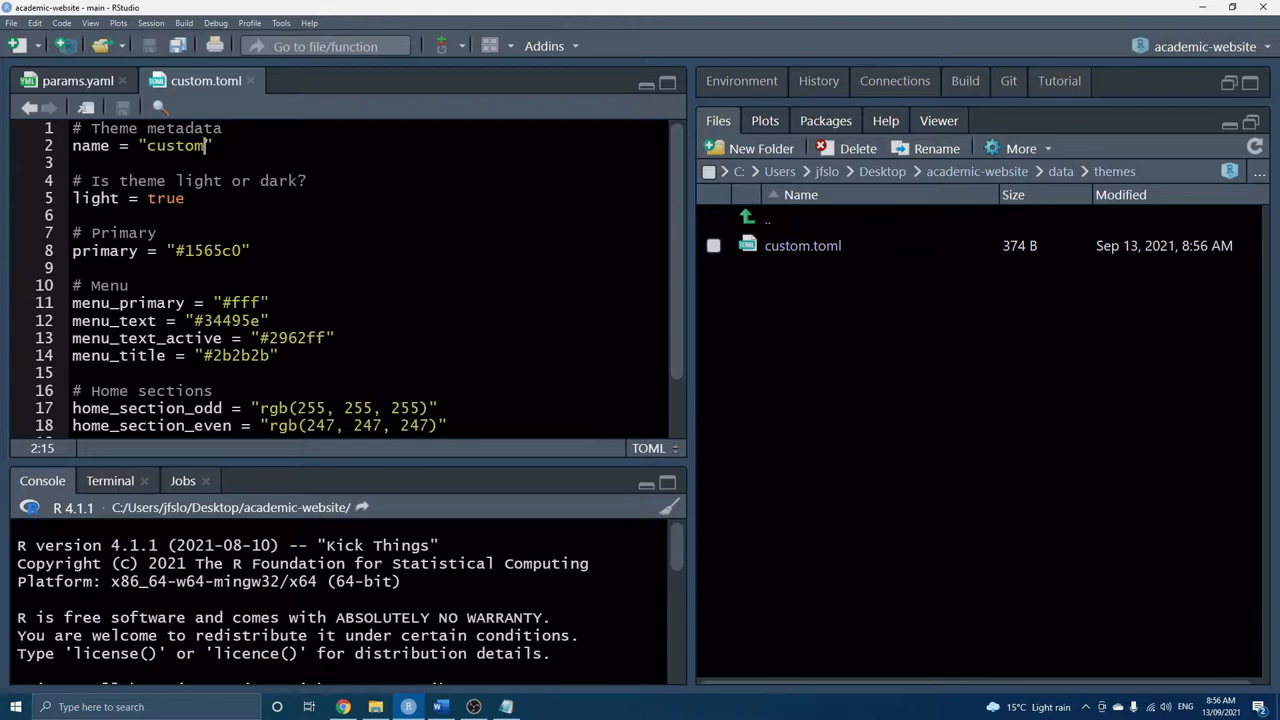 academic-website - main - RStudio
File Edit Code View Plots Session Build Debug Profile Tools Help
Go to file/function Addins academic-website
params.yaml custom.toml
1 # Theme metadata
2 name = "custom"
3
4 # Is theme light or dark?
5 light = true
6
7 # Primary
8 primary = "#1565c0"
9
10 # Menu
11 menu_primary = "#fff"
12 menu_text = "#34495e"
13 menu_text_active = "#2962ff"
14 menu_title = "#2b2b2b"
15
16 # Home sections
17 home_section_odd = "rgb(255, 255, 255)"
18 home_section_even = "rgb(247, 247, 247)"
2:15 TOML
Console Terminal Jobs
R 4.1.1 C:/Users/jfslo/Desktop/academic-website/
R version 4.1.1 (2021-08-10) -- "Kick Things"
Copyright (C) 2021 The R Foundation for Statistical Computing
Platform: x86_64-w64-mingw32/x64 (64-bit)
R is free software and comes with ABSOLUTELY NO WARRANTY.
You are welcome to redistribute it under certain conditions.
Type 'license()' or 'licence()' for distribution details.
Environment History Connections Build Git Tutorial
Files Plots Packages Help Viewer
New Folder Delete Rename More
C: Users jfslo Desktop academic-website data themes ...
Name Size Modified
..
custom.toml 374 B Sep 13, 2021, 8:56 AM
Type here to search
15°C Light rain ENG
8:56 AM
13/09/2021
2